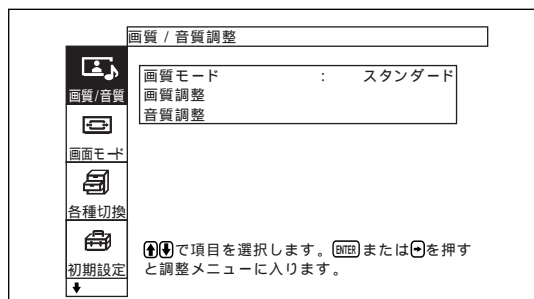 画質 / 音質調整
画質/音質
画面モード
各種切換
初期設定
画質モード : スタンダード
画質調整
音質調整
で項目を選択します。ENTERまたはを押す
と調整メニューに入ります。